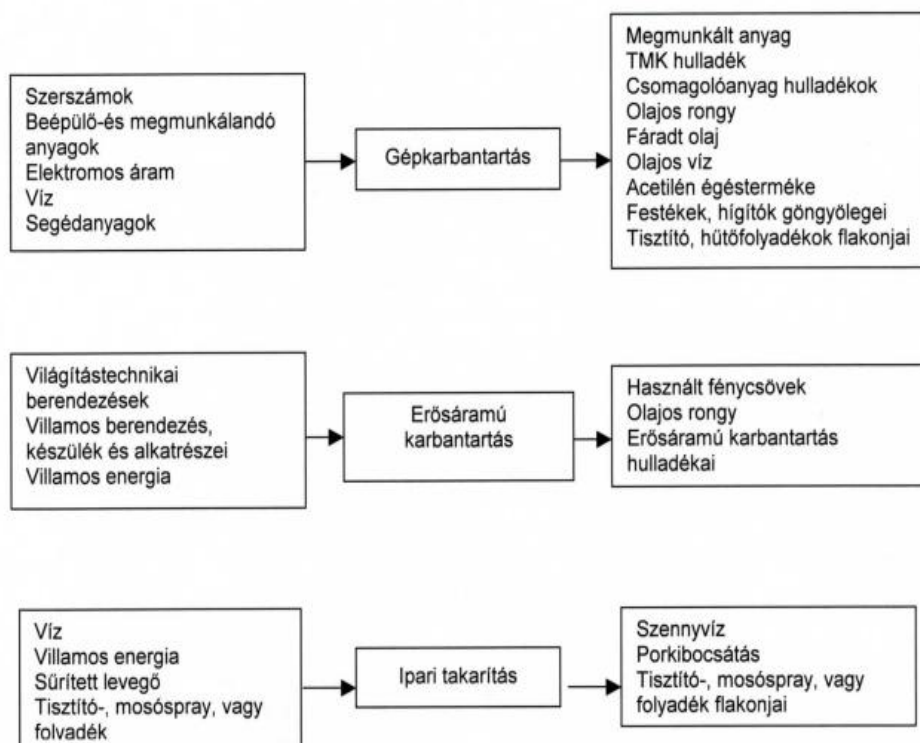 Szerszámok
Beépülő-és megmunkálandó
anyagok
Elektromos áram
Víz
Segédanyagok
Gépkarbantartás
Megmunkált anyag
TMK hulladék
Csomagolóanyag hulladékok
Olajos rongy
Fáradt olaj
Olajos víz
Acetilén égésterméke
Festékek, hígítók göngyölegei
Tisztító, hűtőfolyadékok flakonjai
Világítástechnikai
berendezések
Villamos berendezés,
készülék és alkatrészei
Villamos energia
Erősáramú
karbantartás
Használt fénycsövek
Olajos rongy
Erősáramú karbantartás
hulladékai
Víz
Villamos energia
Sűrített levegő
Tisztító-, mosóspray, vagy
folyadék
Ipari takarítás
Szennyvíz
Porkibocsátás
Tisztító-, mosóspray, vagy
folyadék flakonjai